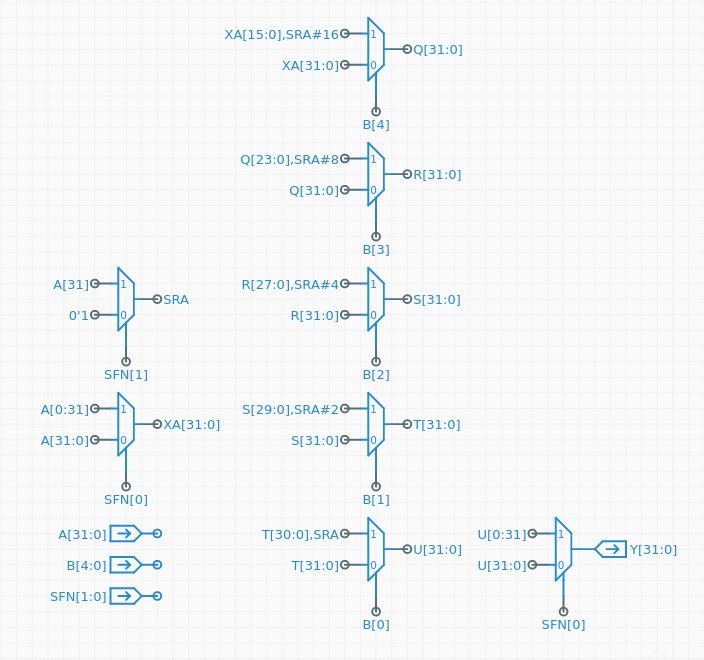 XA[15:0],SRA#16 1 Q[31:0]
XA[31:0] 0
B[4]
Q[23:0],SRA#8 1 R[31:0]
Q[31:0] 0
B[3]
A[31] 1 SRA
0'1 0
SFN[1]
R[27:0],SRA#4 1 S[31:0]
R[31:0] 0
B[2]
A[0:31] 1 XA[31:0]
A[31:0] 0
SFN[0]
S[29:0],SRA#2 1 T[31:0]
S[31:0] 0
B[1]
A[31:0]
B[4:0]
SFN[1:0]
T[30:0],SRA 1 U[31:0]
T[31:0] 0
B[0]
U[0:31] 1 Y[31:0]
U[31:0] 0
SFN[0]